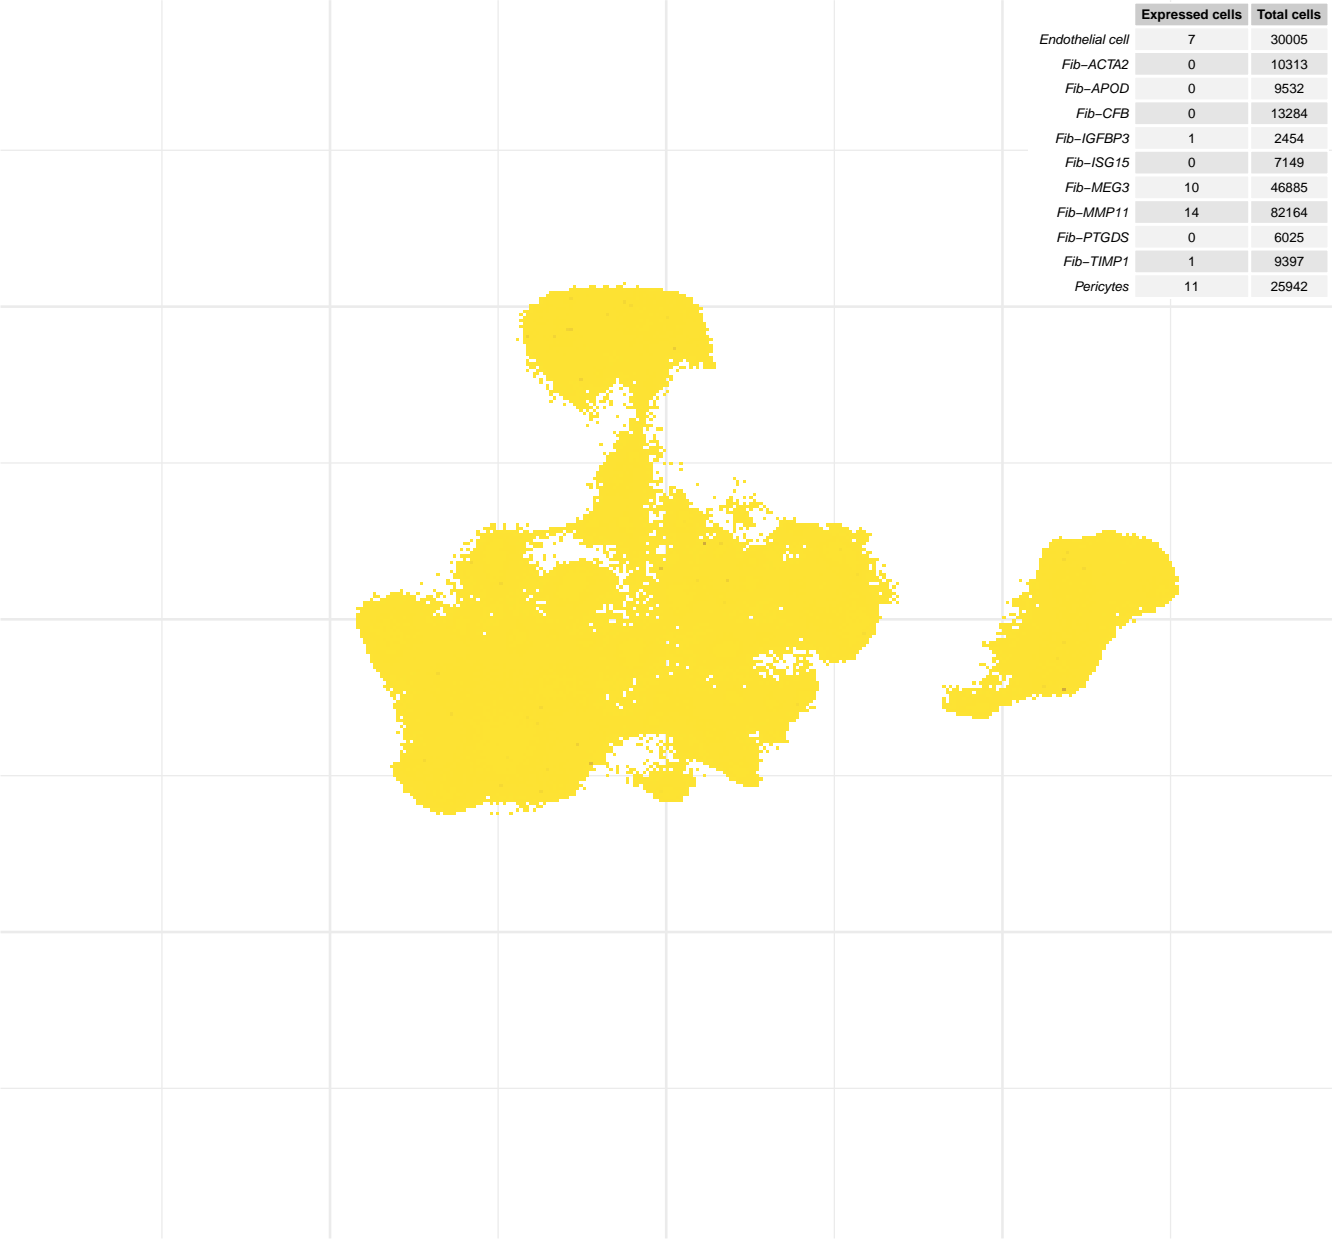 Expressed cells Total cells
Endothelial cell 7 30005
Fib−ACTA2 0 10313
Fib−APOD 0 9532
Fib−CFB 0 13284
Fib−IGFBP3 1 2454
Fib−ISG15 0 7149
Fib−MEG3 10 46885
Fib−MMP11 14 82164
Fib−PTGDS 0 6025
Fib−TIMP1 1 9397
Pericytes 11 25942